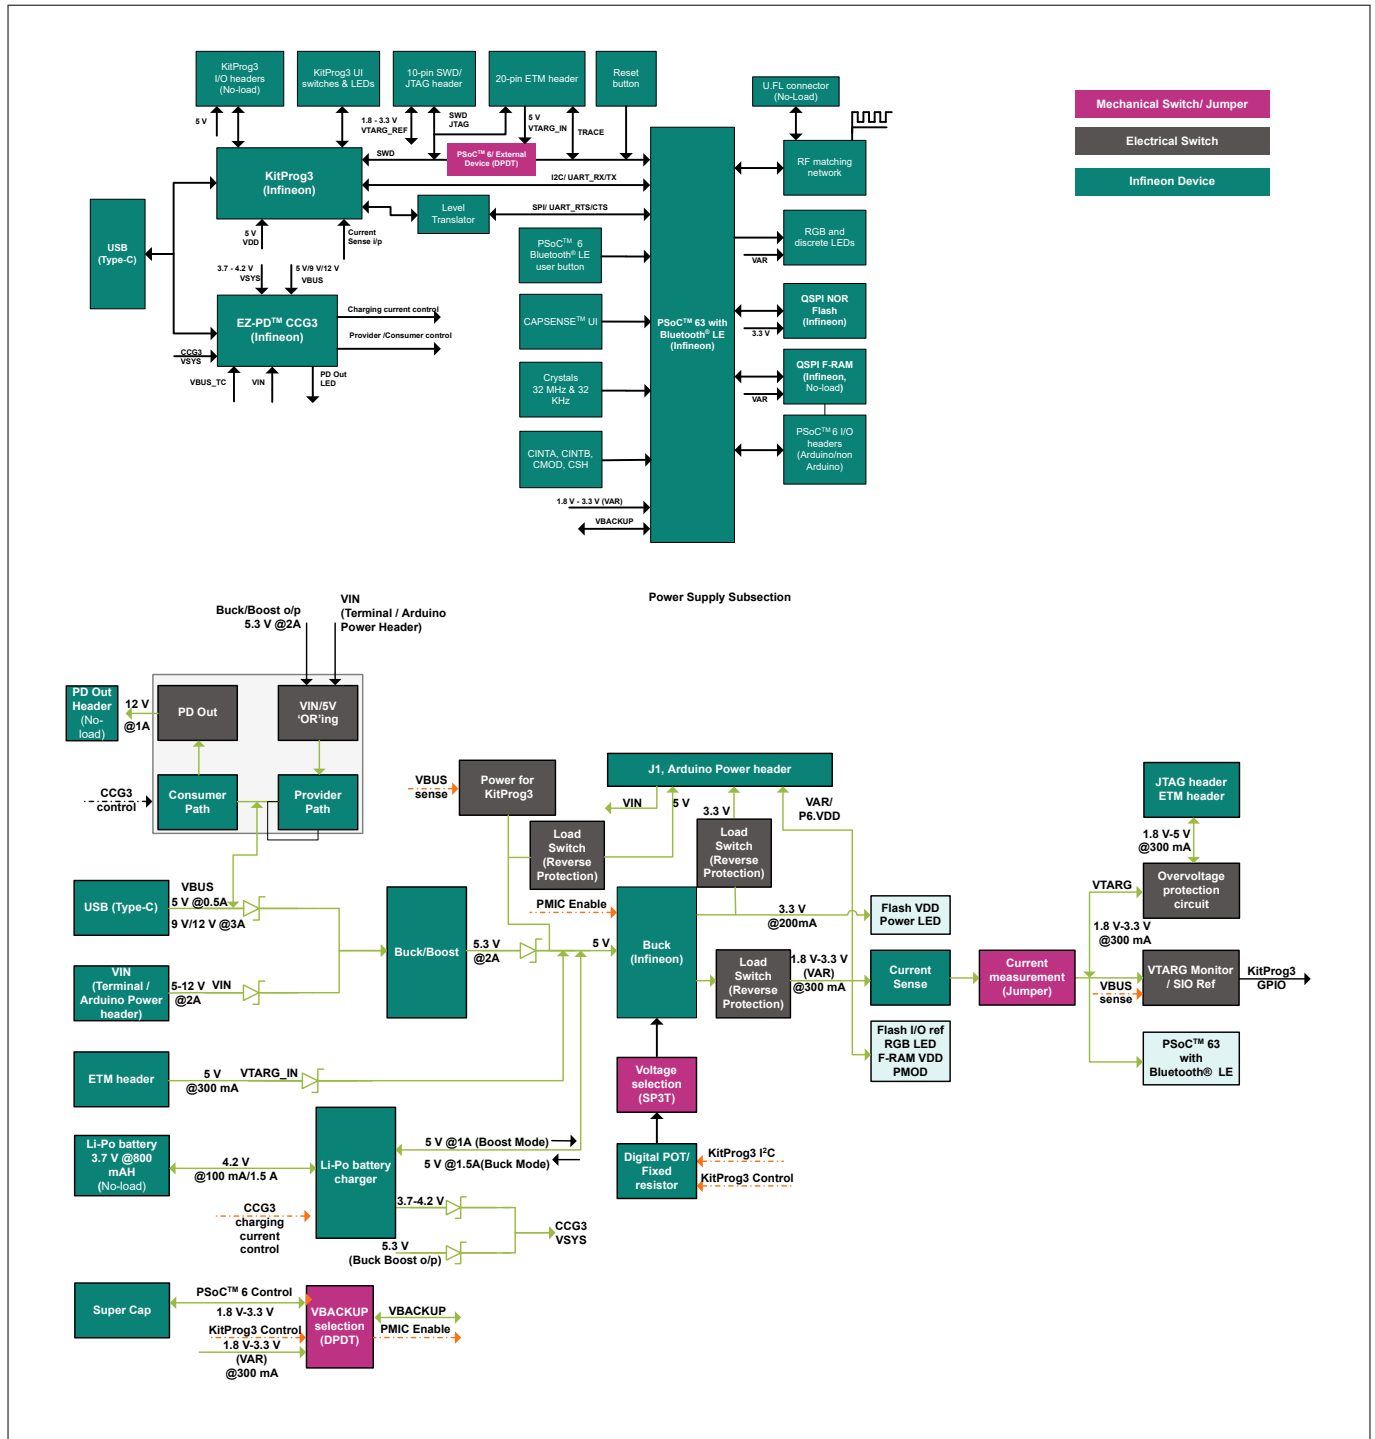 KitProg3
I/O headers
(No-load)
KitProg3 UI
switches & LEDs
10-pin SWD/
JTAG header
20-pin ETM header
Reset
button
U.FL connector
(No-Load)
Mechanical Switch/ Jumper
Electrical Switch
Infineon Device
5 V
1.8 - 3.3 V
VTARG_REF
SWD
JTAG
5 V
VTARG_IN
TRACE
SWD
PSoC™ 6/ External
Device (DPDT)
KitProg3
(Infineon)
I2C/ UART_RX/TX
Level
Translator
SPI/ UART_RTS/CTS
RF matching
network
USB
(Type-C)
5 V
VDD
Current
Sense i/p
3.7 - 4.2 V
VSYS
5 V/9 V/12 V
VBUS
EZ-PD™ CCG3
(Infineon)
Charging current control
Provider /Consumer control
CCG3
VSYS
VBUS_TC
VIN
PD Out
LED
PSoC™ 6
Bluetooth® LE
user button
CAPSENSE™ UI
Crystals
32 MHz & 32
KHz
CINTA, CINTB,
CMOD, CSH
1.8 V - 3.3 V (VAR)
VBACKUP
PSoC™ 63 with
Bluetooth® LE
(Infineon)
RGB and
discrete LEDs
VAR
QSPI NOR
Flash
(Infineon)
3.3 V
QSPI F-RAM
(Infineon,
No-load)
VAR
PSoC™ 6 I/O
headers
(Arduino/non
Arduino)
Power Supply Subsection
Buck/Boost o/p
5.3 V @2A
VIN
(Terminal / Arduino
Power Header)
PD Out
Header
(No-
load)
12 V
@1A
PD Out
VIN/5V
‘OR’ing
CCG3
control
Consumer
Path
Provider
Path
VBUS
sense
Power for
KitProg3
J1, Arduino Power header
VIN
5 V
3.3 V
VAR/
P6.VDD
Load
Switch
(Reverse
Protection)
Load
Switch
(Reverse
Protection)
JTAG header
ETM header
1.8 V-5 V
@300 mA
Overvoltage
protection
circuit
VTARG
USB (Type-C)
VBUS
5 V @0.5A
9 V/12 V @3A
PMIC Enable
3.3 V
@200mA
Flash VDD
Power LED
VIN
(Terminal /
Arduino Power
header)
5-12 V
@2A
VIN
Buck/Boost
5.3 V
@2A
5 V
Buck
(Infineon)
Load
Switch
(Reverse
Protection)
1.8 V-3.3 V
(VAR)
@300 mA
Current
Sense
Current
measurement
(Jumper)
1.8 V-3.3 V
@300 mA
VBUS
sense
VTARG Monitor
/ SIO Ref
KitProg3
GPIO
Flash I/O ref
RGB LED
F-RAM VDD
PMOD
PSoC™ 63
with
Bluetooth® LE
ETM header
5 V
@300 mA
VTARG_IN
Voltage
selection
(SP3T)
Li-Po battery
3.7 V @800
mAH
(No-load)
4.2 V
@100 mA/1.5 A
Li-Po battery
charger
5 V @1A (Boost Mode)
5 V @1.5A(Buck Mode)
Digital POT/
Fixed
resistor
KitProg3 I²C
KitProg3 Control
CCG3
charging
current
control
3.7-4.2 V
5.3 V
(Buck Boost o/p)
CCG3
VSYS
Super Cap
PSoC™ 6 Control
1.8 V-3.3 V
KitProg3 Control
1.8 V-3.3 V
(VAR)
@300 mA
VBACKUP
selection
(DPDT)
VBACKUP
PMIC Enable